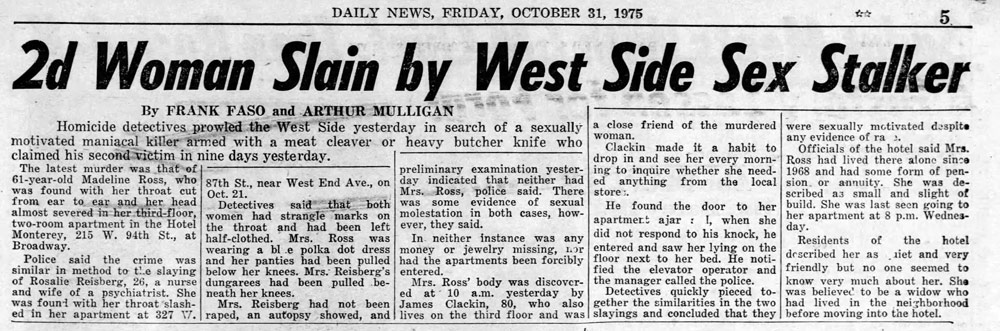 DAILY NEWS, FRIDAY, OCTOBER 31, 1975
☆☆
5
2d Woman Slain by West Side Sex Stalker
By FRANK FASO and ARTHUR MULLIGAN
Homicide detectives prowled the West Side yesterday in search of a sexually
motivated maniacal killer armed with a meat cleaver or heavy butcher knife who
claimed his second victim in nine days yesterday.
The latest murder was that of
61-year-old Madeline Ross, who
was found with her throat cut
from ear to ear and her head
almost severed in her third-floor,
two-room apartment in the Hotel
Monterey, 215 W. 94th St., at
Broadway.
Police said the crime was
similar in method to the slaying
of Rosalie Reisberg, 26, a nurse
and wife of a psychiatrist. She
was found with her throat slash-
ed in her apartment at 327 W.
87th St., near West End Ave., on
Oct. 21.
Detectives said that both
women had strangle marks on
the throat and had been left
half-clothed. Mrs. Ross was
wearing a bl e polka dot dress
and her panties had been pulled
below her knees. Mrs. Reisberg's
dungarees had been pulled be-
neath her knees.
Mrs. Reisberg had not been
raped, an autopsy showed, and
preliminary examination yester-
day indicated that neither had
Mrs. Ross, police said. There
was some evidence of sexual
molestation in both cases, how-
ever, they said.
In neither instance was any
money or jewelry missing, nor
had the apartments been forcibly
entered.
Mrs. Ross' body was discover-
ed at 10 a.m. yesterday by
James Clackin, 80, who also
lives on the third floor and was
a close friend of the murdered
woman.
Clackin made it a habit to
drop in and see her every morn-
ing to inquire whether she need-
ed anything from the local
stores.
He found the door to her
apartment ajar and, when she
did not respond to his knock, he
entered and saw her lying on the
floor next to her bed. He noti-
fied the elevator operator and
the manager called the police.
Detectives quickly pieced to-
gether the similarities in the two
slayings and concluded that they
were sexually motivated despite
any evidence of ra e.
Officials of the hotel said Mrs.
Ross had lived there alone since
1968 and had some form of pen-
sion or annuity. She was de-
scribed as small and slight of
build. She was last seen going to
her apartment at 8 p.m. Wednes-
day.
Residents of the hotel
described her as iet and very
friendly but no one seemed to
know very much about her. She
was believed to be a widow who
had lived in the neighborhood
before moving into the hotel.